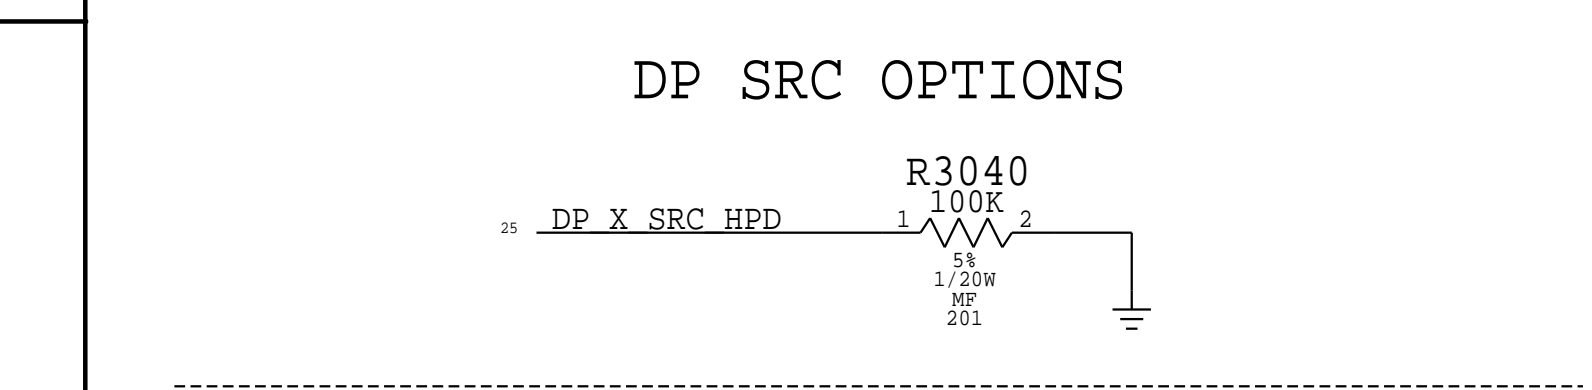 DP SRC OPTIONS
R3040
100K
25 DP_X_SRC_HPD 1 2
5%
1/20W
MF
201